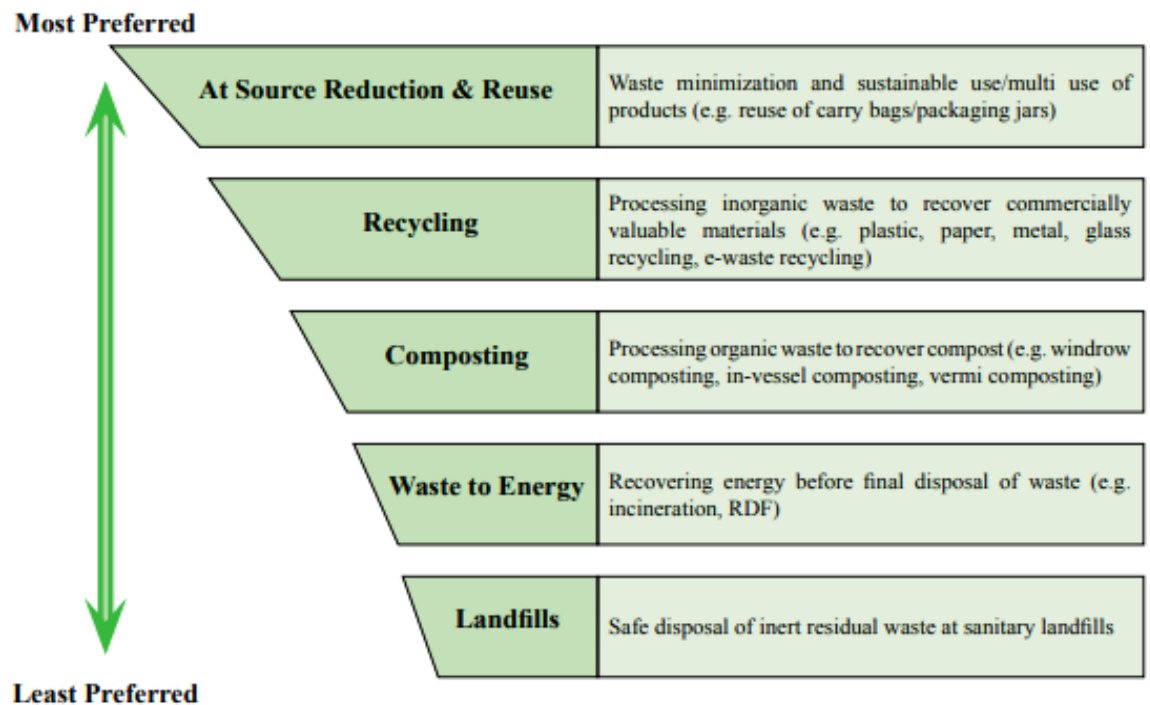 Most Preferred
At Source Reduction & Reuse
Waste minimization and sustainable use/multi use of
products (e.g. reuse of carry bags/packaging jars)
Recycling
Processing inorganic waste to recover commercially
valuable materials (e.g. plastic, paper, metal, glass
recycling, e-waste recycling)
Composting
Processing organic waste to recover compost (e.g. windrow
composting, in-vessel composting, vermi composting)
Waste to Energy
Recovering energy before final disposal of waste (e.g.
incineration, RDF)
Landfills
Safe disposal of inert residual waste at sanitary landfills
Least Preferred